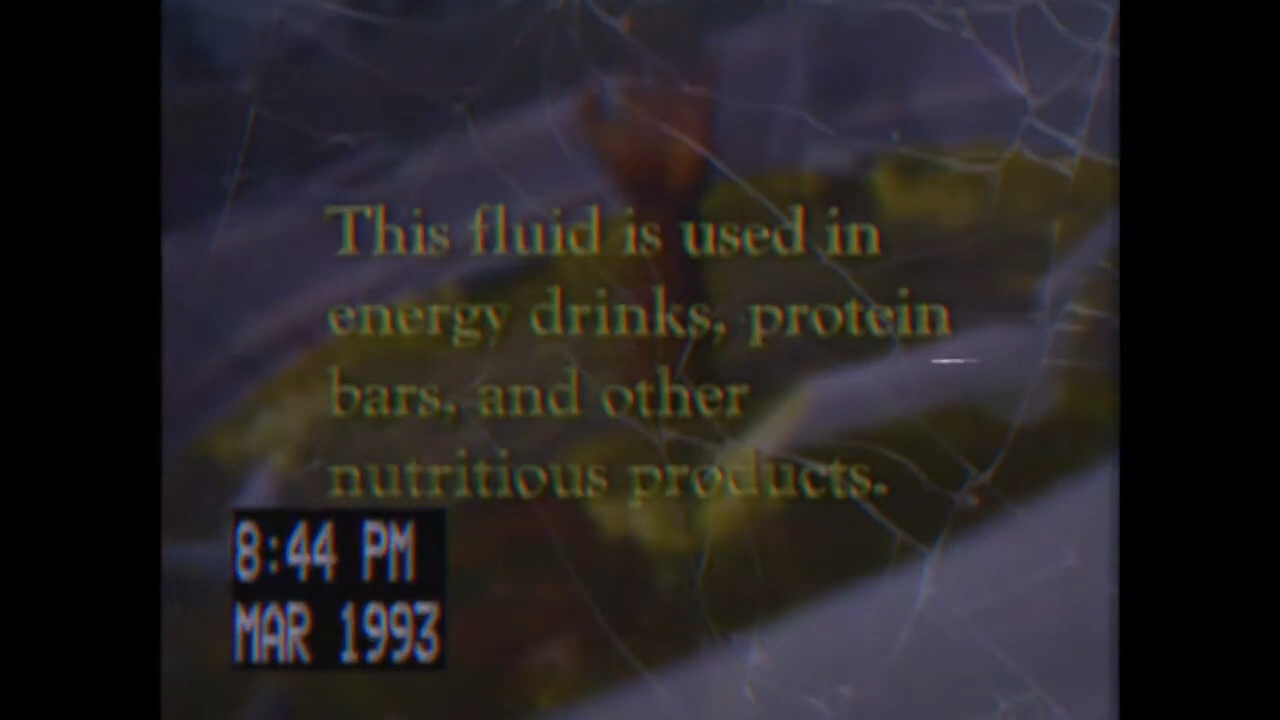 This fluid is used in
energy drinks, protein
bars, and other
nutritious products.
8:44 PM
MAR 1993